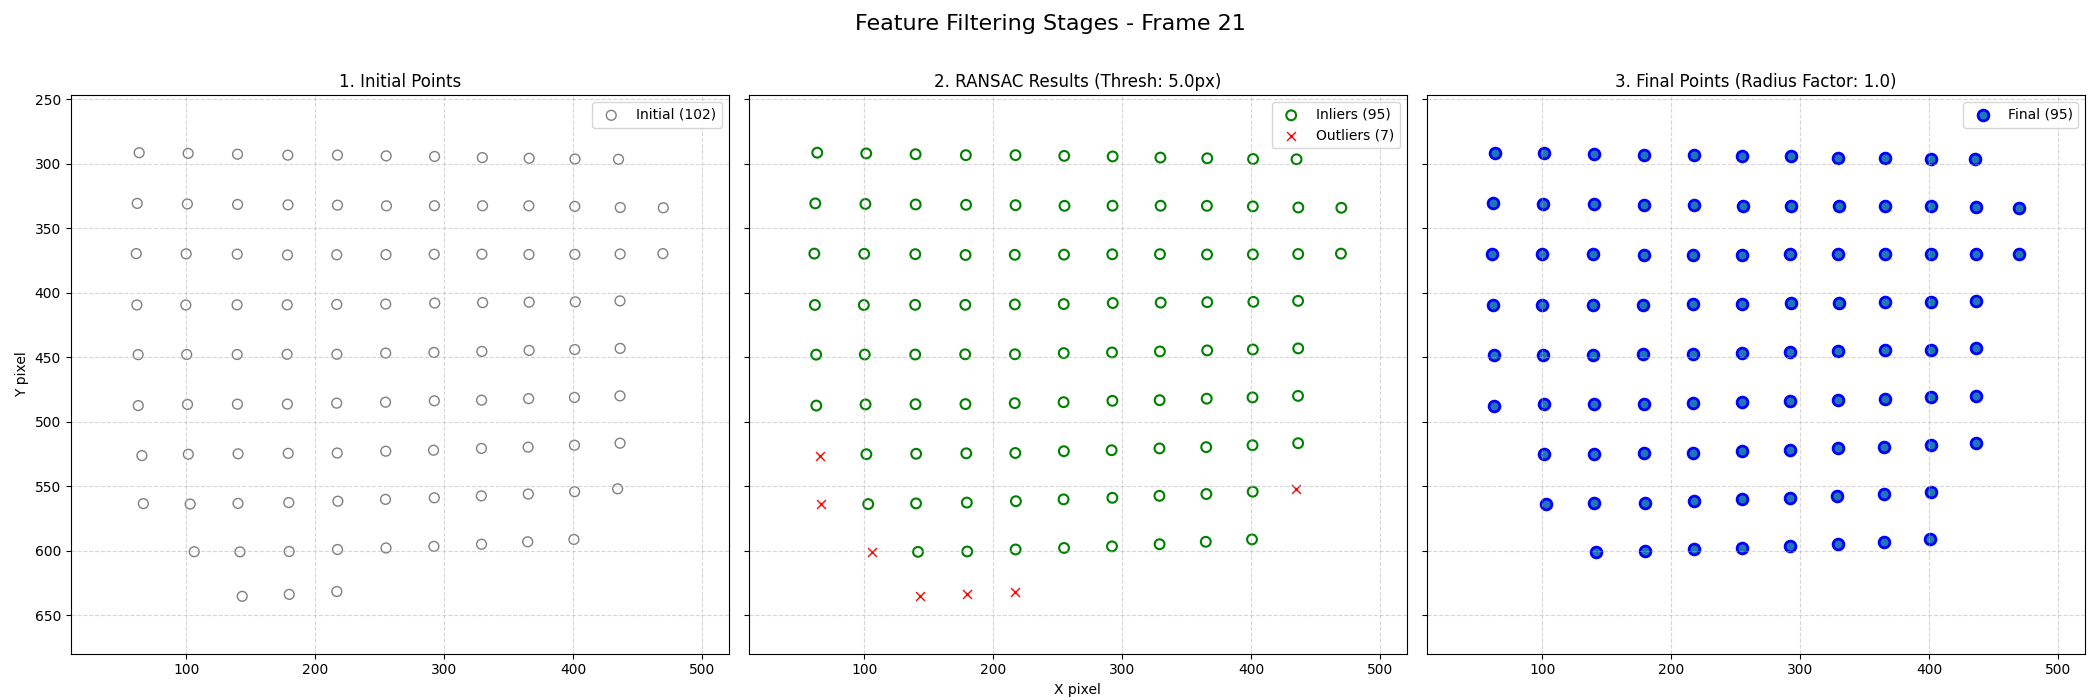 Feature Filtering Stages - Frame 21
1. Initial Points
Initial (102)
250
300
350
400
450
500
550
600
650
Y pixel
100
200
300
400
500
2. RANSAC Results (Thresh: 5.0px)
Inliers (95)
Outliers (7)
100
200
300
400
500
X pixel
3. Final Points (Radius Factor: 1.0)
Final (95)
100
200
300
400
500